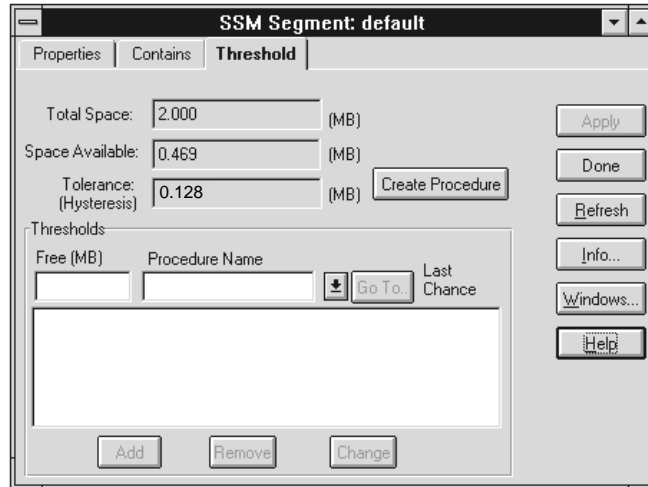 SSM Segment: default
Properties Contains Threshold
Total Space: 2.000 (MB)
Apply
Space Available: 0.469 (MB)
Done
Tolerance: (Hysteresis) 0.128 (MB) Create Procedure
Refresh
Thresholds
Free (MB) Procedure Name
Info...
Go To.. Last Chance
Windows...
Help
Add Remove Change